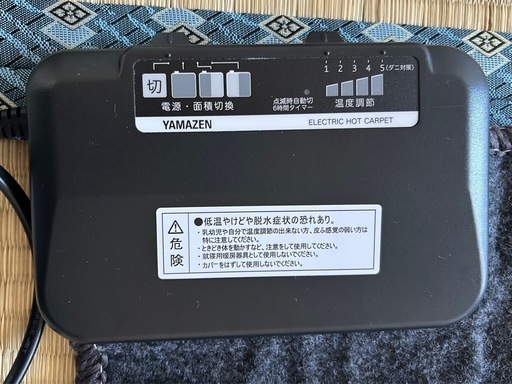 1 2 3 4 5 (ダニ対策)
切
電源・面積切換
点滅時自動切
6時間タイマー
温度調節
YAMAZEN
ELECTRIC HOT CARPET
危険
●低温やけどや脱水症状の恐れあり。
・乳幼児や自分で温度調節の出来ない方、皮ふ感覚の弱い方は
特に注意してください。
・ときどき体を動かすなど、注意をして使用してください。
・就寝用暖房器具として使用しないでください。
・カバーをはずして使用しないでください。